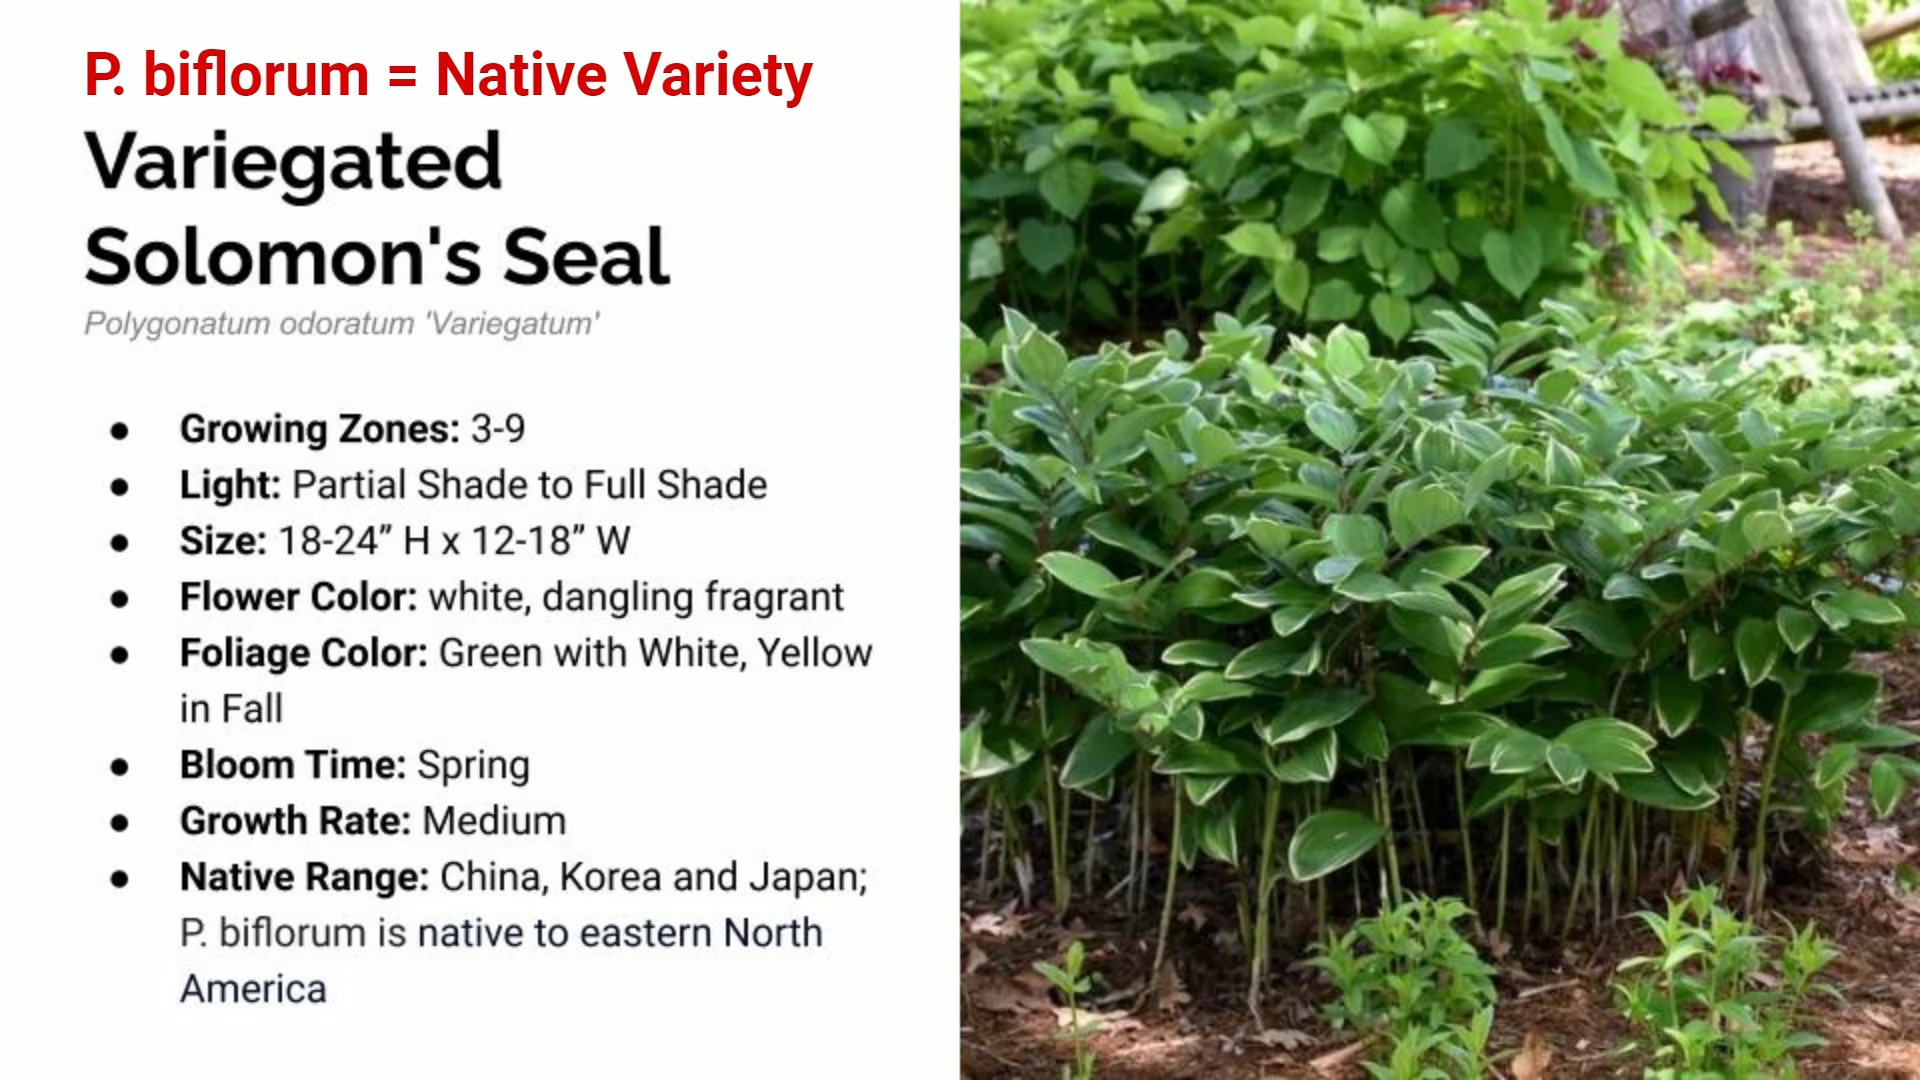 P. biflorum = Native Variety
Variegated
Solomon's Seal
Polygonatum odoratum 'Variegatum'
● Growing Zones: 3-9
● Light: Partial Shade to Full Shade
● Size: 18-24” H x 12-18” W
● Flower Color: white, dangling fragrant
● Foliage Color: Green with White, Yellow
in Fall
● Bloom Time: Spring
● Growth Rate: Medium
● Native Range: China, Korea and Japan;
P. biflorum is native to eastern North
America